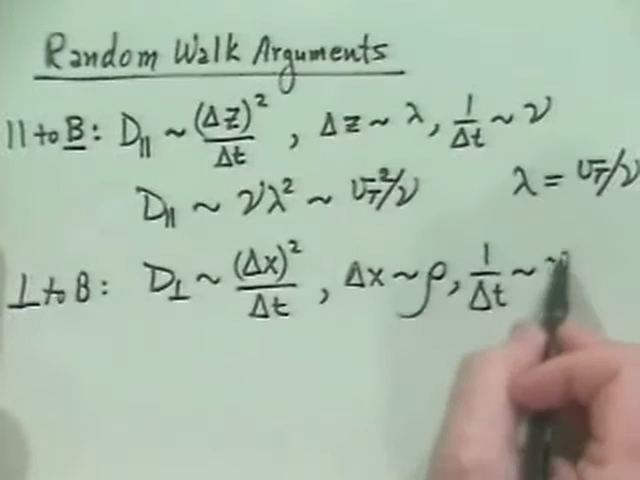 Random Walk Arguments
|| to B: D|| ~ (Δz)²/Δt, Δz ~ λ, 1/Δt ~ ν
D|| ~ νλ² ~ v_T²/ν λ = v_T/ν
⊥ to B: D⊥ ~ (Δx)²/Δt, Δx ~ ρ, 1/Δt ~